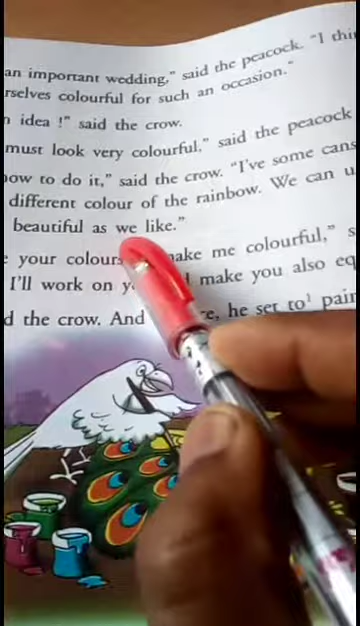 an important wedding," said the peacock. "I thi
rselves colourful for such an occasion."
n idea !" said the crow.
must look very colourful," said the peacock
ow to do it," said the crow. "I've some cans
different colour of the rainbow. We can u
beautiful as we like."
your colours make me colourful," s
I'll work on make you also eq
d the crow. And he set to¹ pain